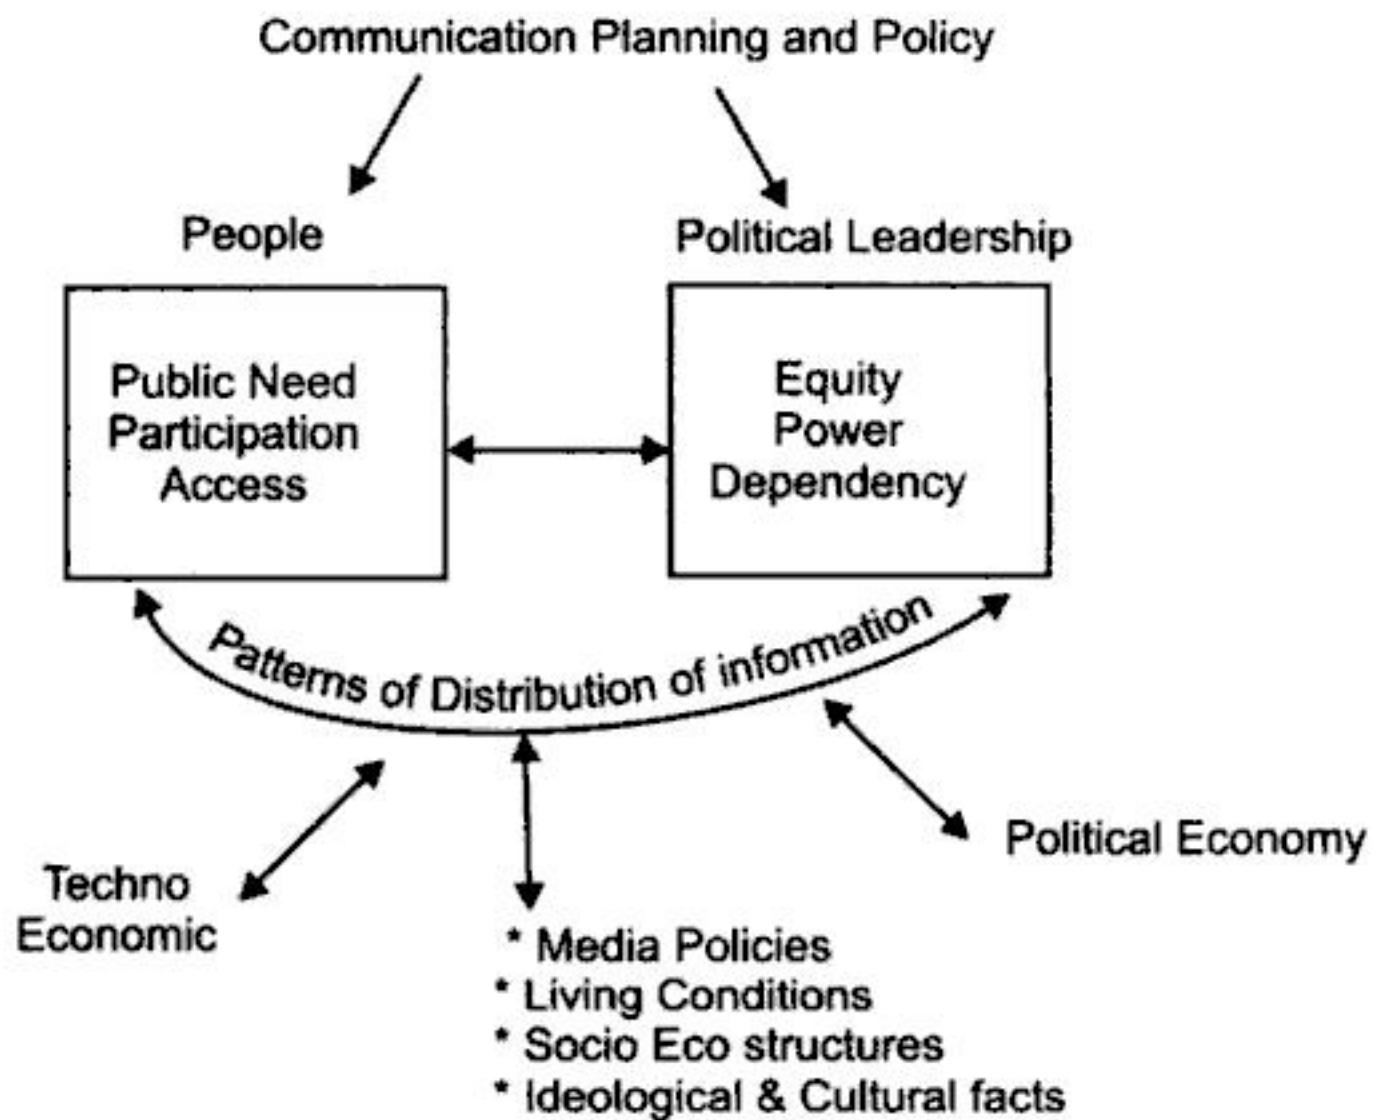 Communication Planning and Policy
People
Political Leadership
Public Need
Participation
Access
Equity
Power
Dependency
Patterns of Distribution of information
Techno
Economic
Political Economy
* Media Policies
* Living Conditions
* Socio Eco structures
* Ideological & Cultural facts